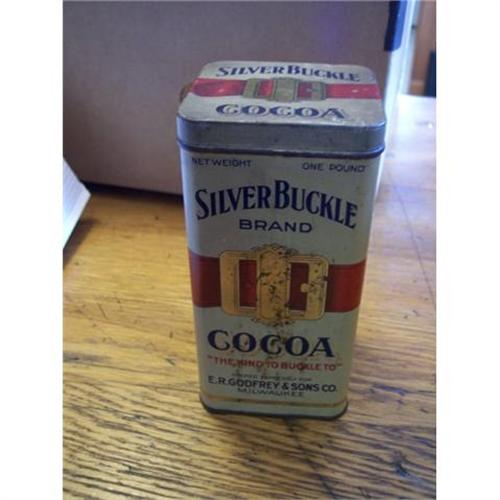 SILVER BUCKLE
COCOA
NET WEIGHT ONE POUND
SILVER BUCKLE
BRAND
COCOA
"THE KIND TO BUCKLE TO"
E.R. GODFREY & SONS CO.
MILWAUKEE